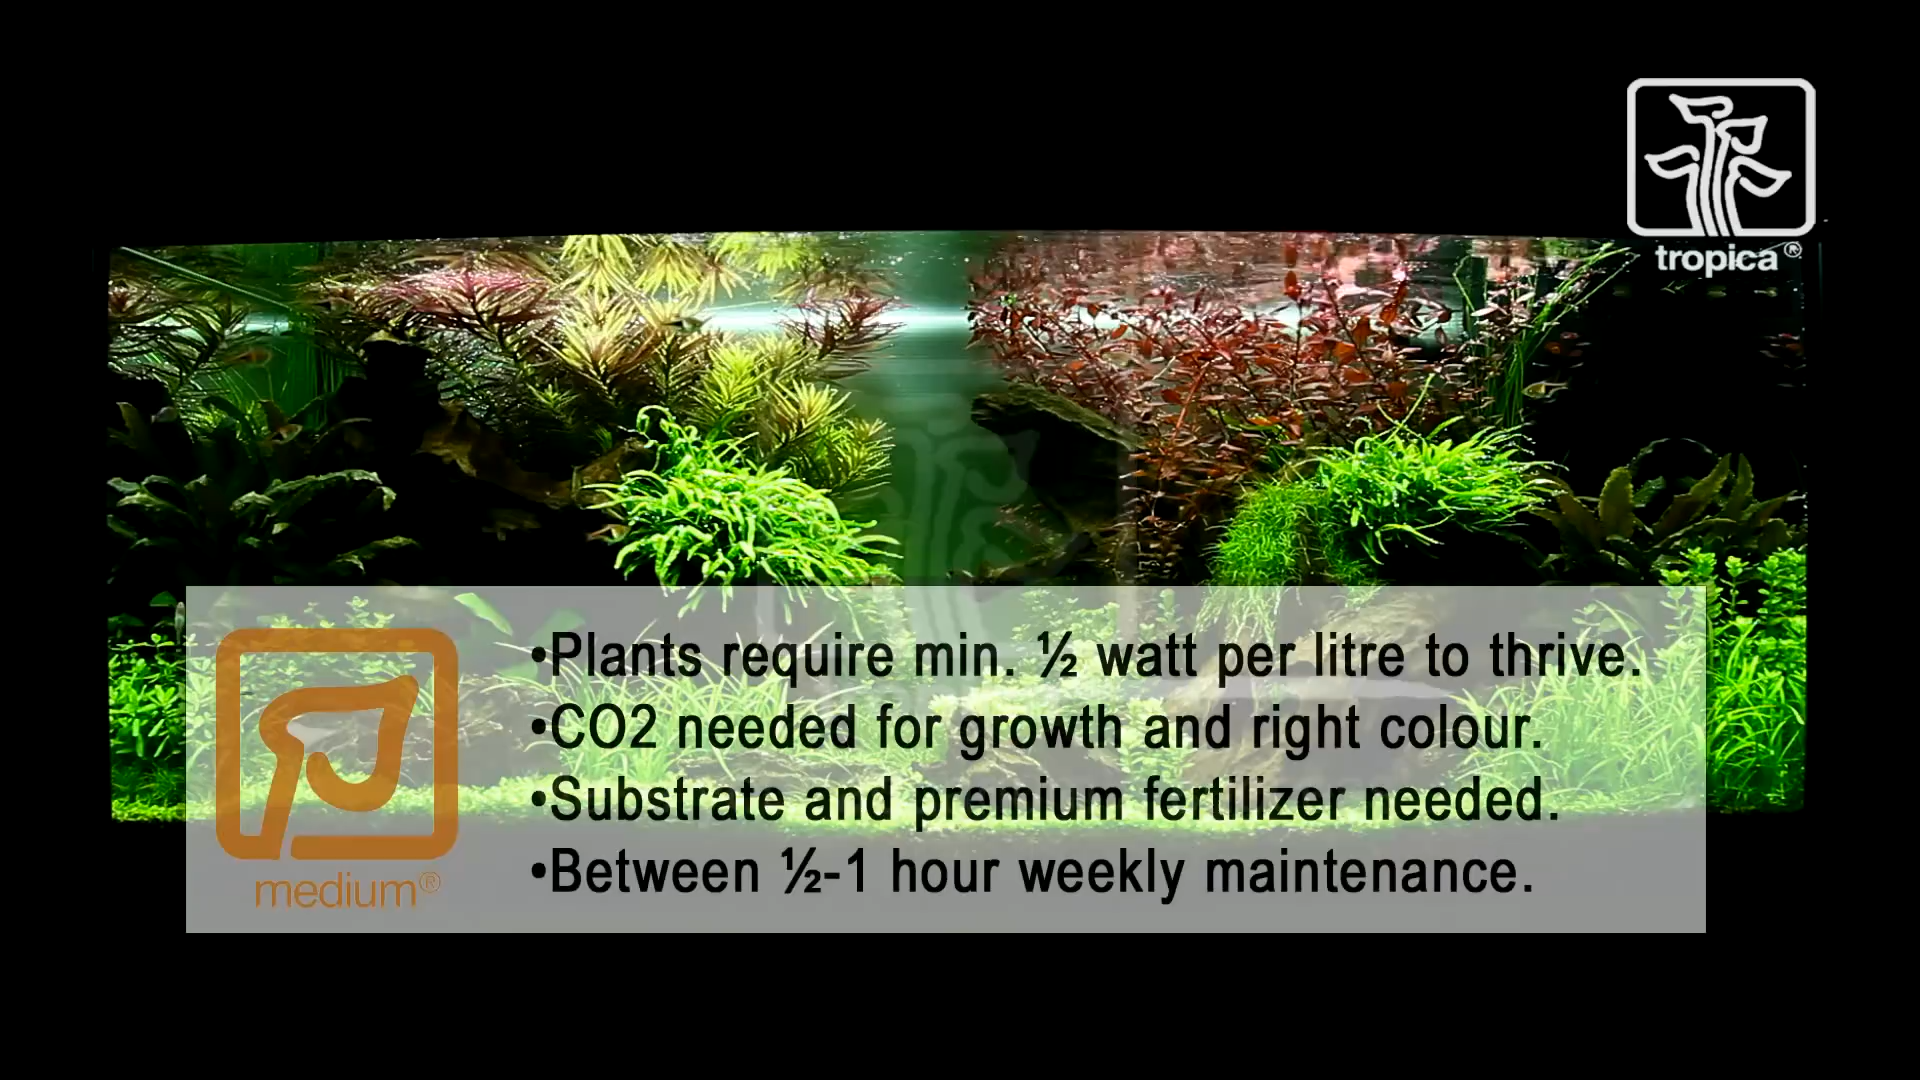 tropica®
•Plants require min. ½ watt per litre to thrive.
•CO2 needed for growth and right colour.
•Substrate and premium fertilizer needed.
•Between ½-1 hour weekly maintenance.
medium®